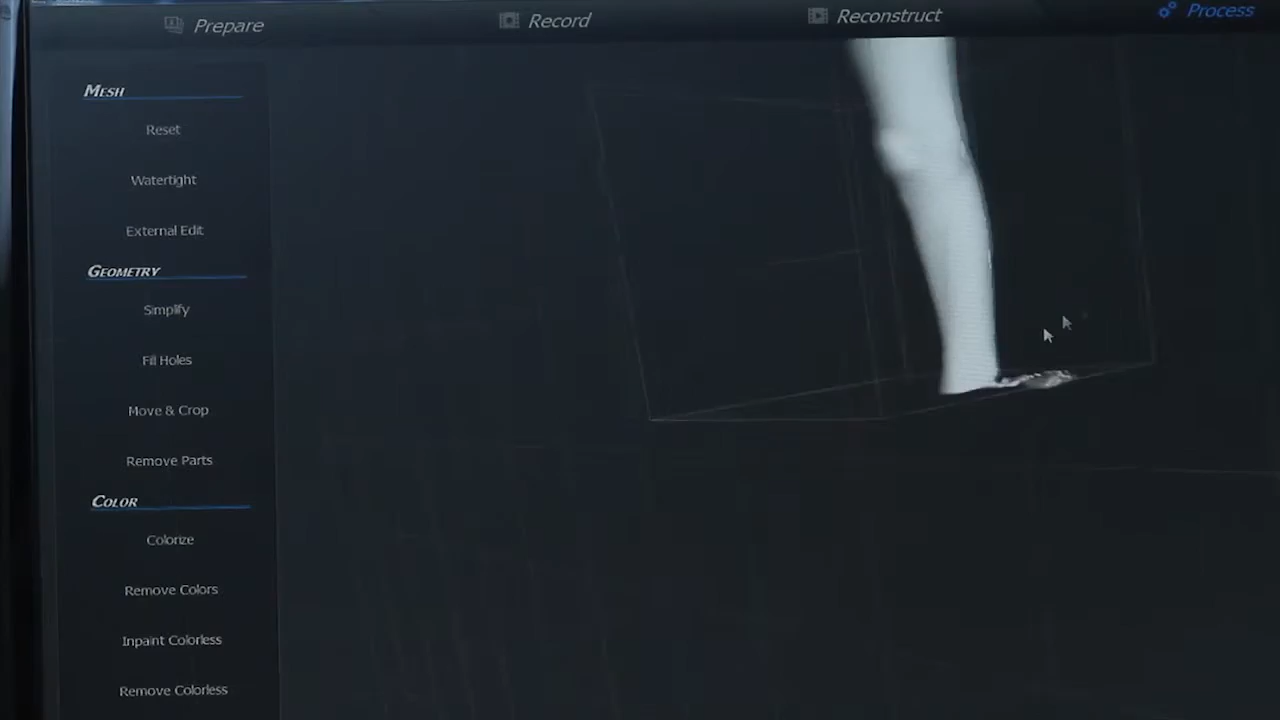 Prepare
Record
Reconstruct
Process
MESH
Reset
Watertight
External Edit
GEOMETRY
Simplify
Fill Holes
Move & Crop
Remove Parts
COLOR
Colorize
Remove Colors
Inpaint Colorless
Remove Colorless